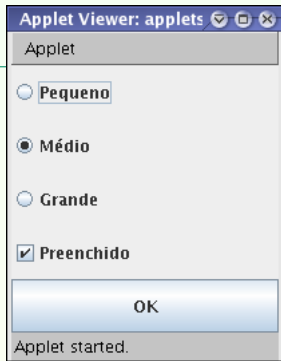 Applet Viewer: applets
Applet
Pequeno
Médio
Grande
Preenchido
OK
Applet started.